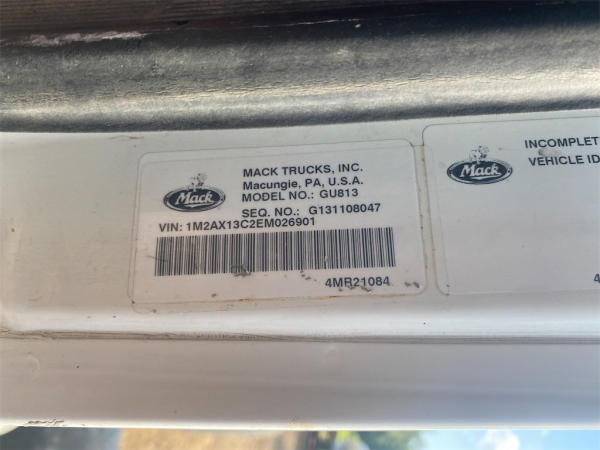 Mack
MACK TRUCKS, INC.
Macungie, PA, U.S.A.
MODEL NO.: GU813
SEQ. NO.: G131108047
VIN: 1M2AX13C2EM026901
4MR21084
Mack
INCOMPLET
VEHICLE ID
4